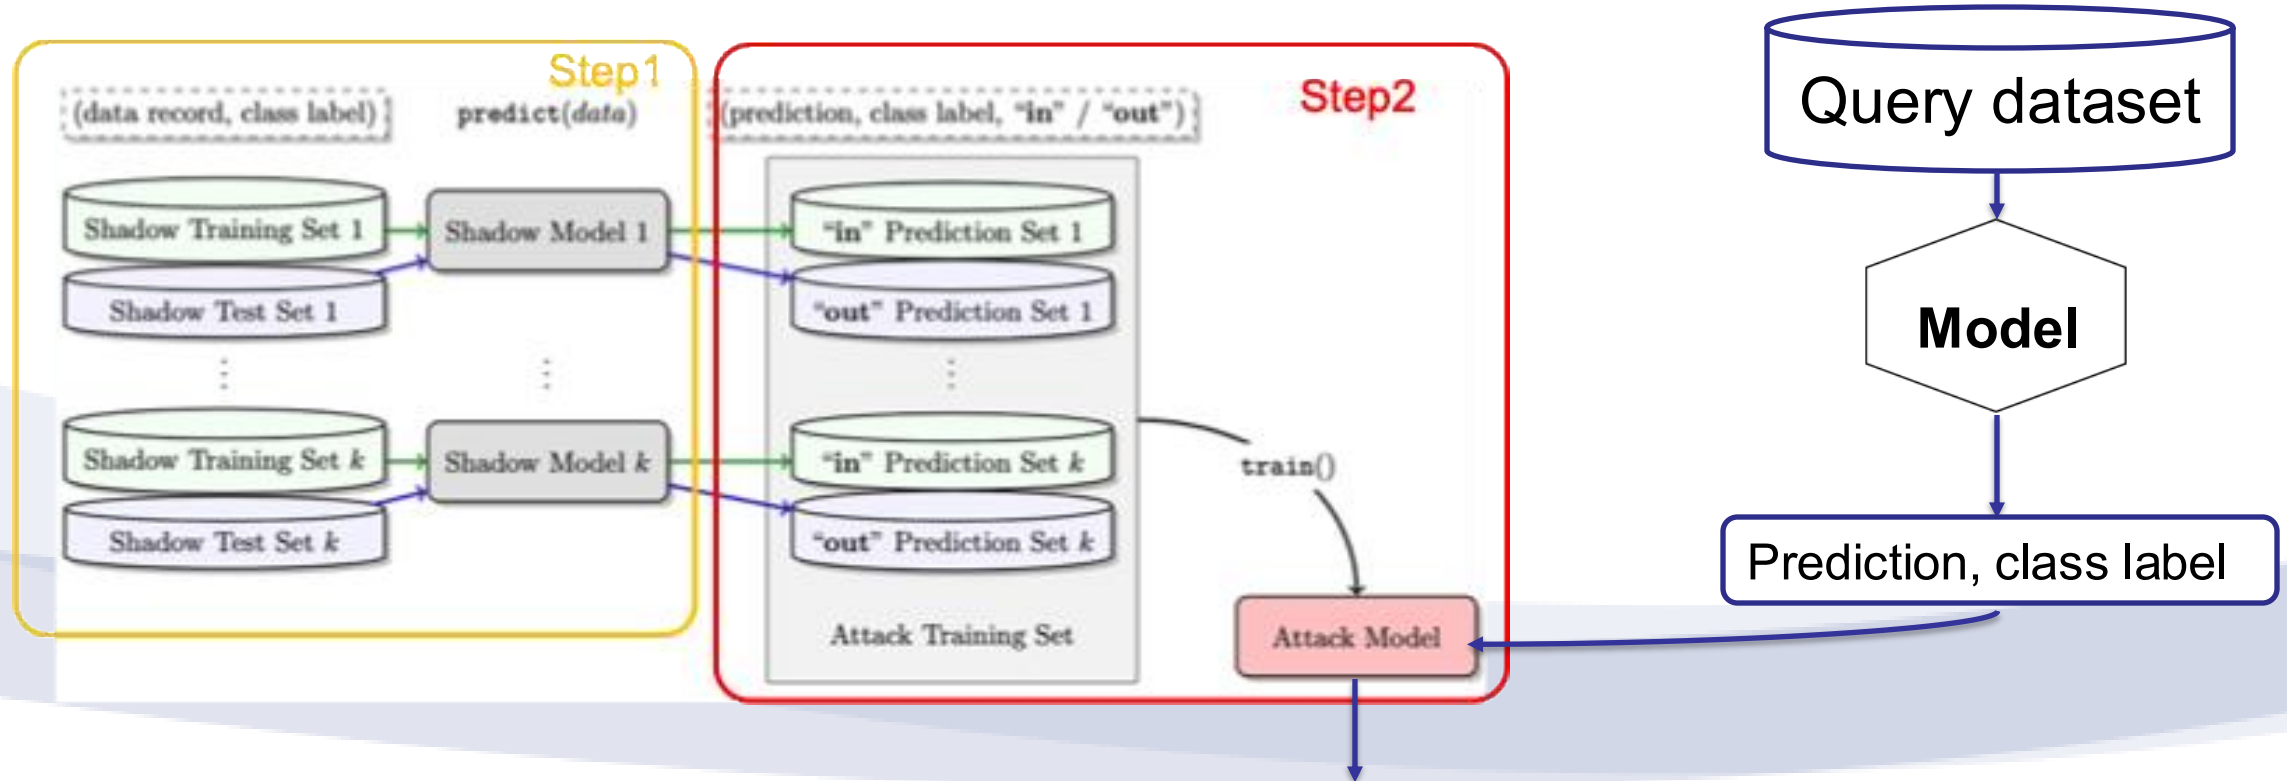 Step1
(data record, class label)
predict(data)
Shadow Training Set 1
Shadow Model 1
Shadow Test Set 1
⋮
⋮
Shadow Training Set k
Shadow Model k
Shadow Test Set k
Step2
(prediction, class label, “in” / “out”)
“in” Prediction Set 1
“out” Prediction Set 1
⋮
“in” Prediction Set k
“out” Prediction Set k
Attack Training Set
train()
Attack Model
Query dataset
Model
Prediction, class label